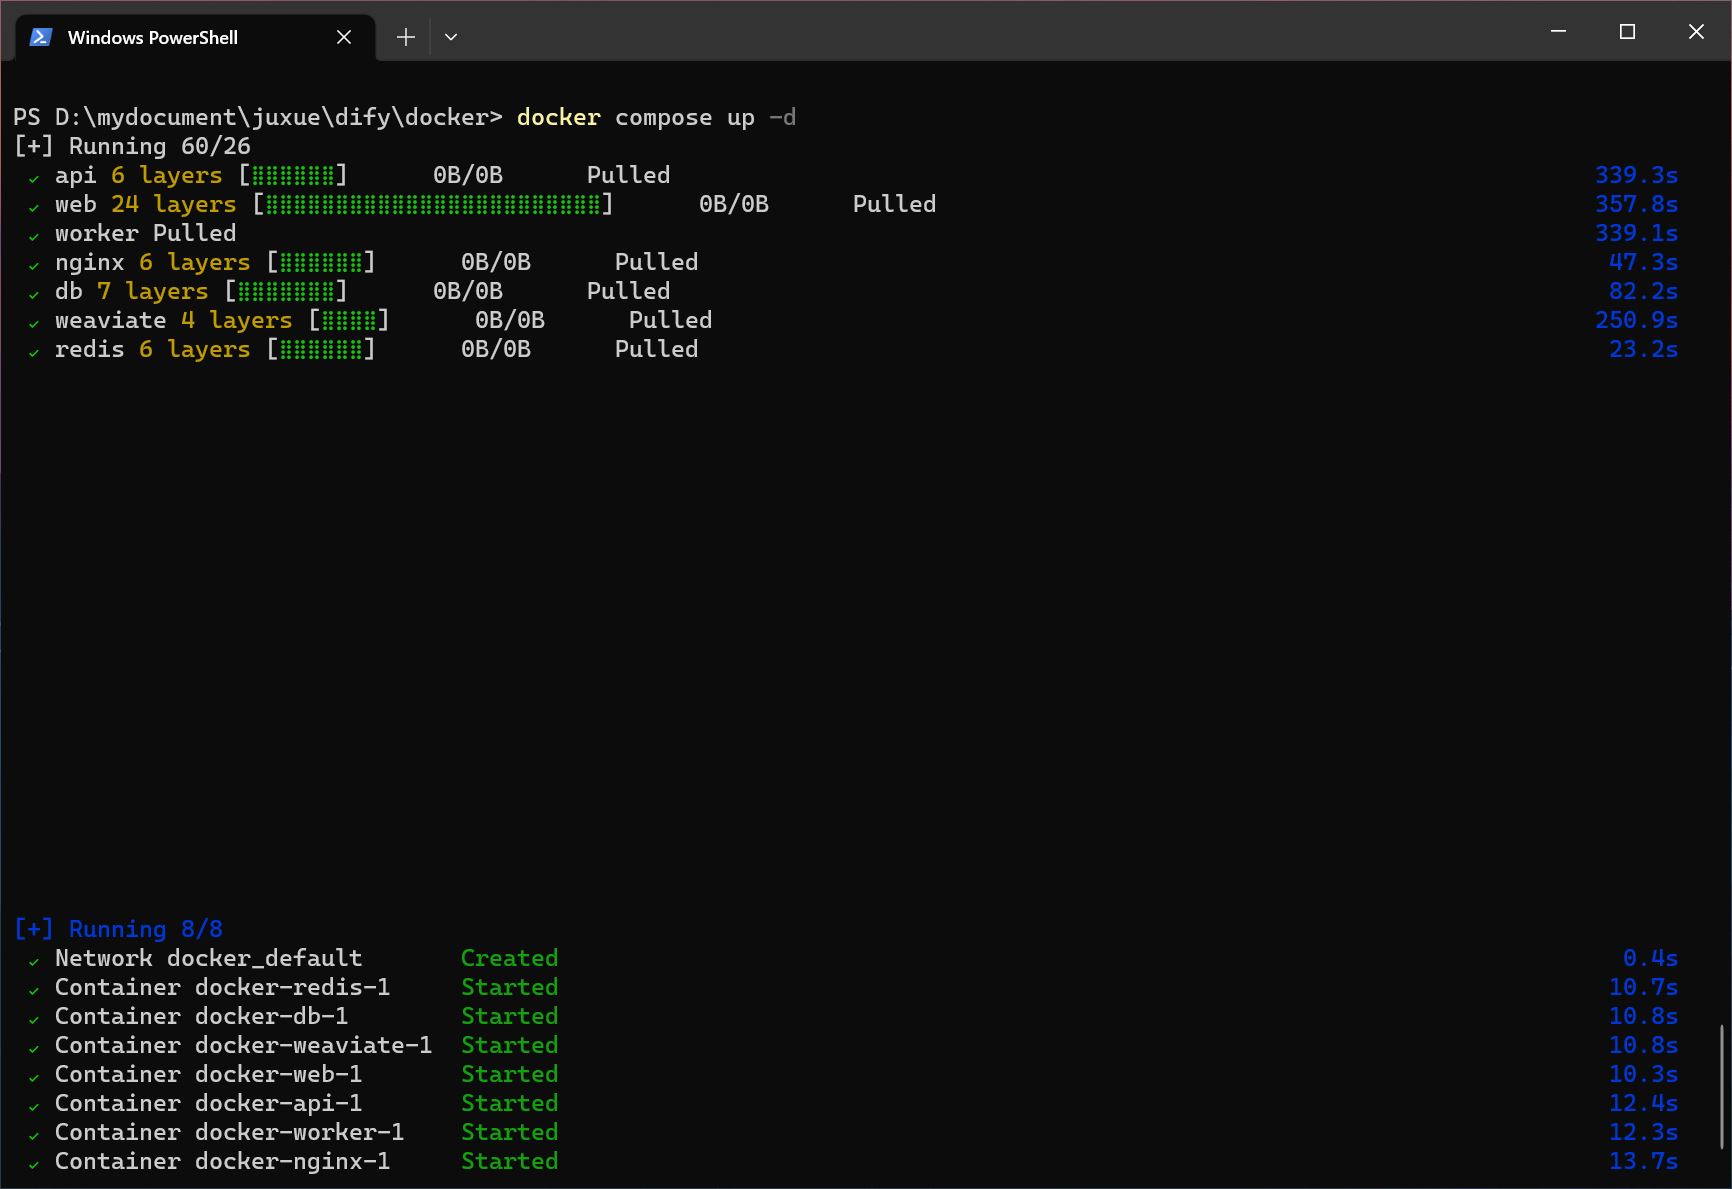 Windows PowerShell
PS D:\mydocument\juxue\dify\docker> docker compose up -d
[+] Running 60/26
✓ api 6 layers [⣿⣿⣿⣿⣿⣿] 0B/0B Pulled 339.3s
✓ web 24 layers [⣿⣿⣿⣿⣿⣿⣿⣿⣿⣿⣿⣿⣿⣿⣿⣿⣿⣿⣿⣿⣿⣿⣿⣿] 0B/0B Pulled 357.8s
✓ worker Pulled 339.1s
✓ nginx 6 layers [⣿⣿⣿⣿⣿⣿] 0B/0B Pulled 47.3s
✓ db 7 layers [⣿⣿⣿⣿⣿⣿⣿] 0B/0B Pulled 82.2s
✓ weaviate 4 layers [⣿⣿⣿⣿] 0B/0B Pulled 250.9s
✓ redis 6 layers [⣿⣿⣿⣿⣿⣿] 0B/0B Pulled 23.2s
[+] Running 8/8
✓ Network docker_default Created 0.4s
✓ Container docker-redis-1 Started 10.7s
✓ Container docker-db-1 Started 10.8s
✓ Container docker-weaviate-1 Started 10.8s
✓ Container docker-web-1 Started 10.3s
✓ Container docker-api-1 Started 12.4s
✓ Container docker-worker-1 Started 12.3s
✓ Container docker-nginx-1 Started 13.7s